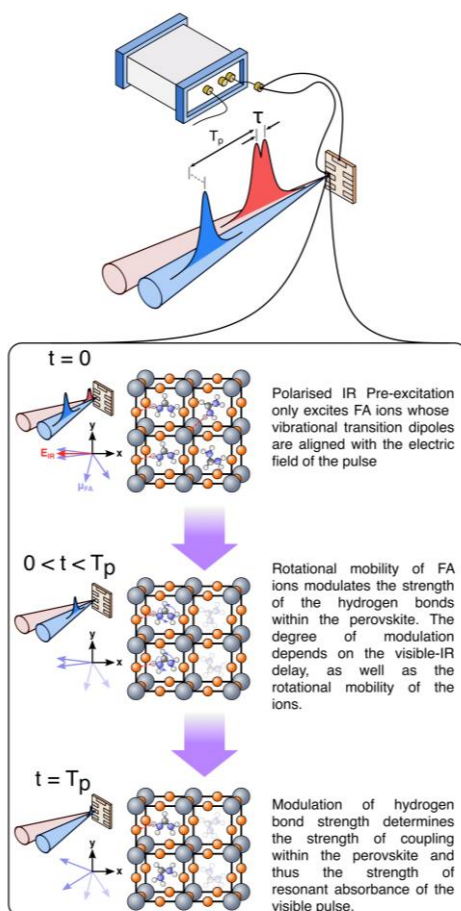 τ
Tp
t = 0
y
x
E_IR
μ_FA
Polarised IR Pre-excitation
only excites FA ions whose
vibrational transition dipoles
are aligned with the electric
field of the pulse
0 < t < Tp
y
x
Rotational mobility of FA
ions modulates the strength
of the hydrogen bonds
within the perovskite. The
degree of modulation
depends on the visible-IR
delay, as well as the
rotational mobility of the
ions.
t = Tp
y
x
Modulation of hydrogen
bond strength determines
the strength of coupling
within the perovskite and
thus the strength of
resonant absorbance of the
visible pulse.